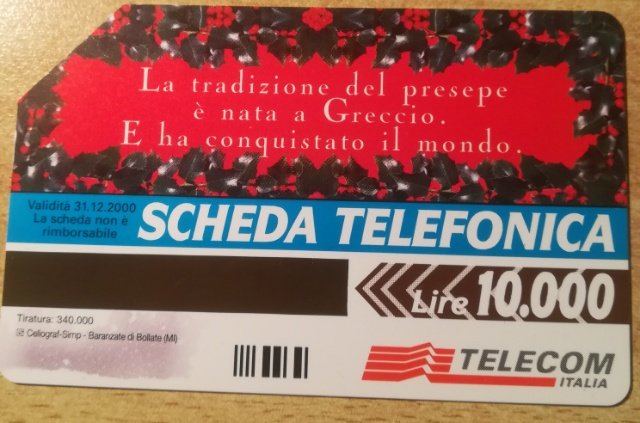 La tradizione del presepe
è nata a Greccio.
E ha conquistato il mondo.
Validità 31.12.2000
La scheda non è
rimborsabile
SCHEDA TELEFONICA
Lire 10.000
Tiratura: 340.000
Celiograf-Simp - Baranzate di Bollate (MI)
TELECOM
ITALIA